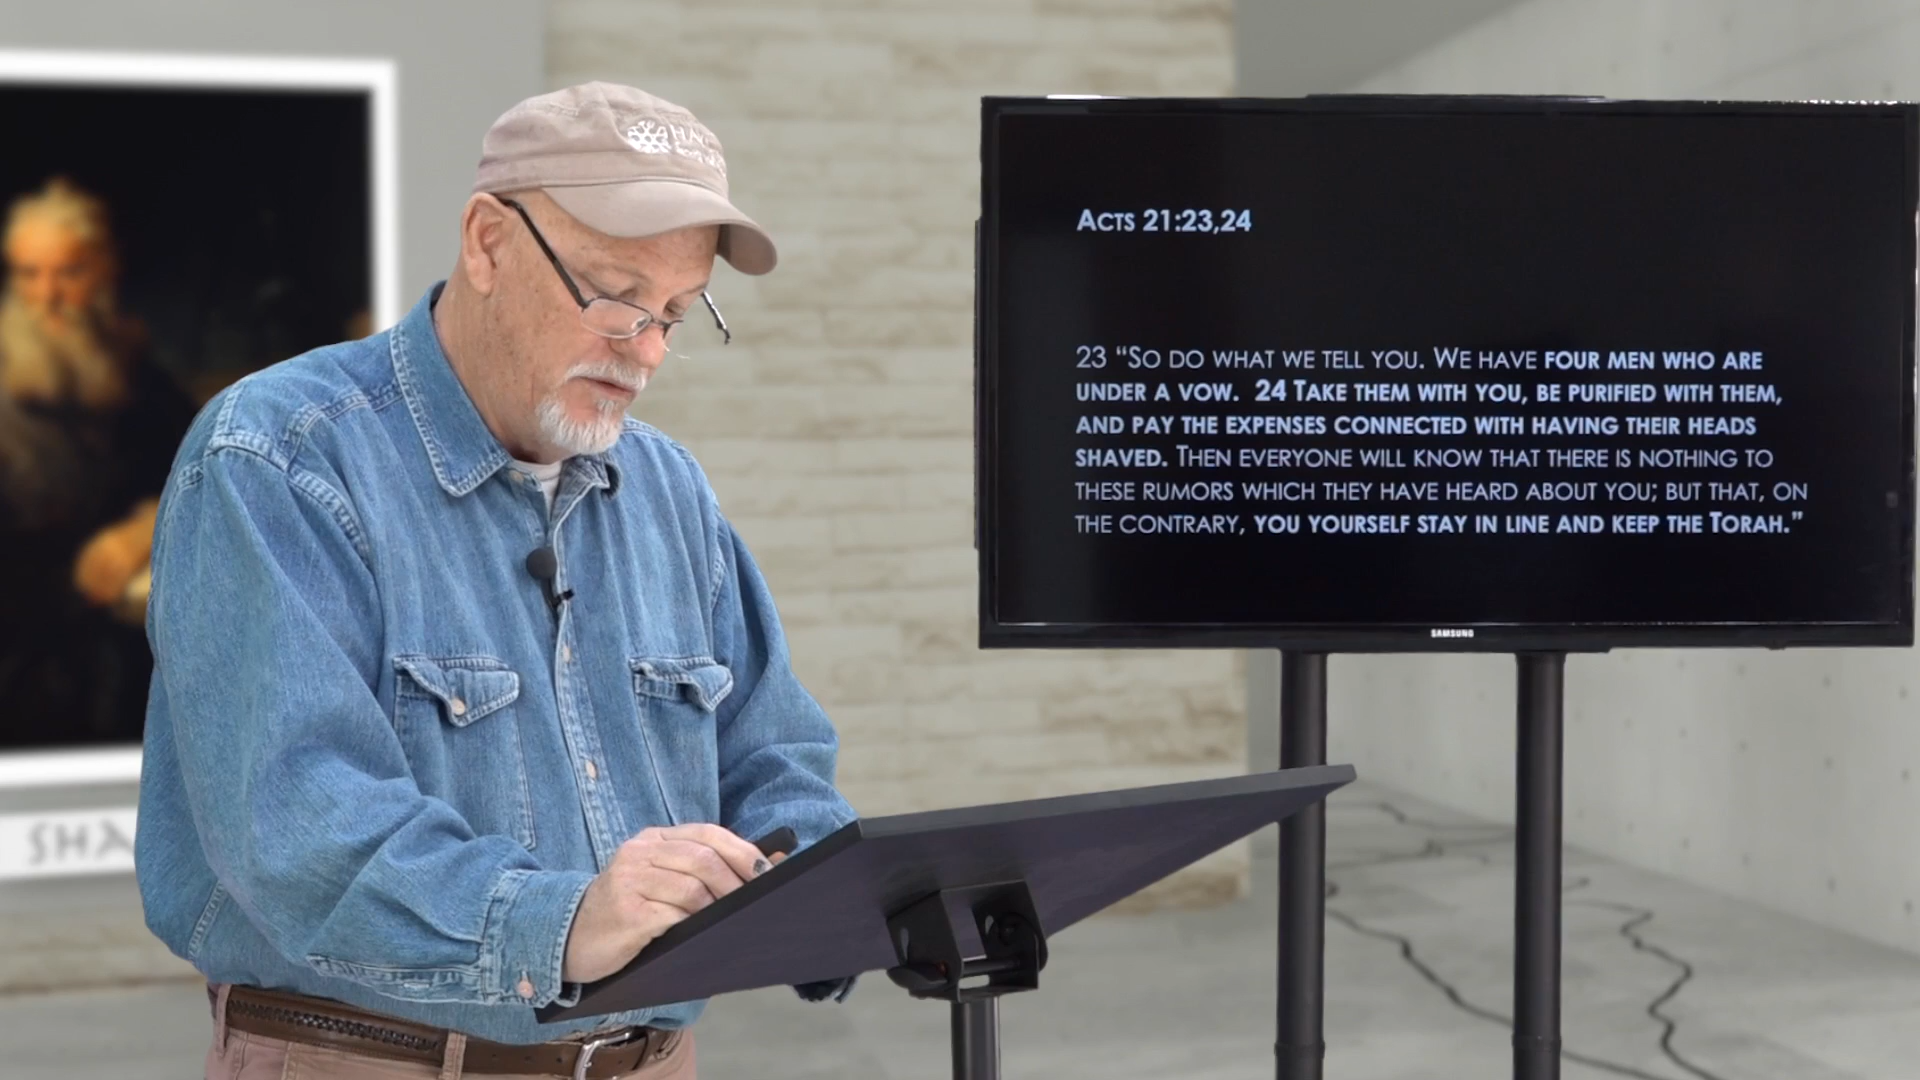 ACTS 21:23,24
23 “SO DO WHAT WE TELL YOU. WE HAVE FOUR MEN WHO ARE
UNDER A VOW. 24 TAKE THEM WITH YOU, BE PURIFIED WITH THEM,
AND PAY THE EXPENSES CONNECTED WITH HAVING THEIR HEADS
SHAVED. THEN EVERYONE WILL KNOW THAT THERE IS NOTHING TO
THESE RUMORS WHICH THEY HAVE HEARD ABOUT YOU; BUT THAT, ON
THE CONTRARY, YOU YOURSELF STAY IN LINE AND KEEP THE TORAH.”
SAMSUNG
SHA